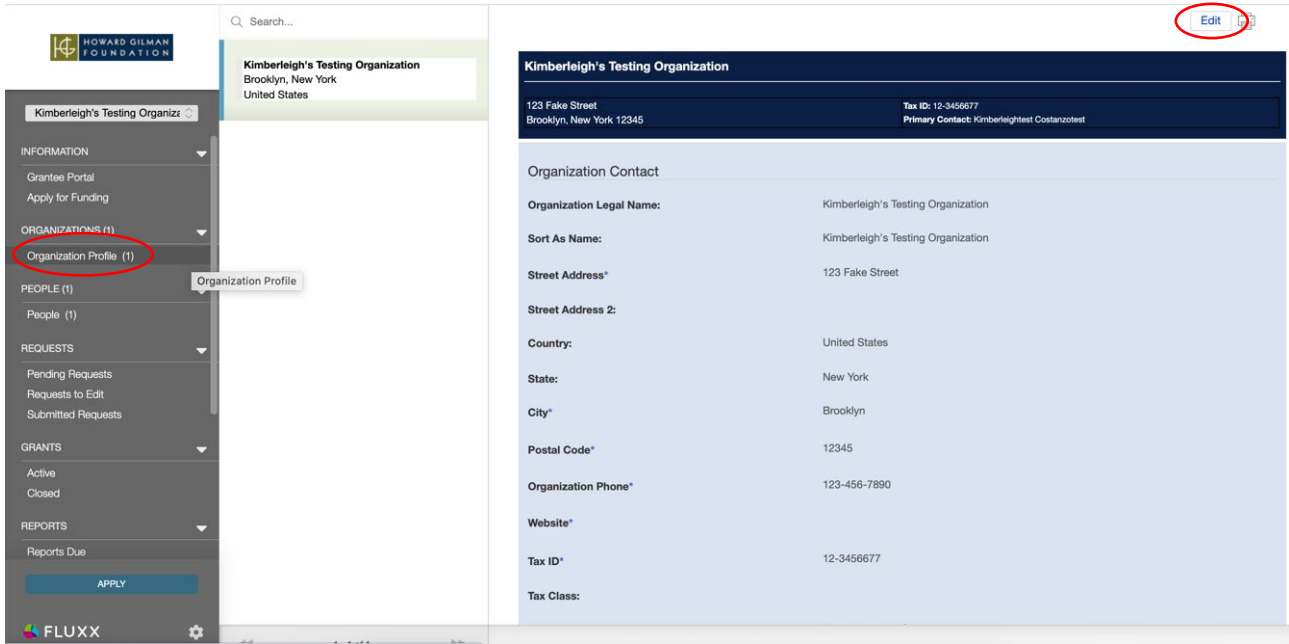 HOWARD GILMAN
FOUNDATION
Kimberleigh's Testing Organiza
INFORMATION
Grantee Portal
Apply for Funding
ORGANIZATIONS (1)
Organization Profile (1)
Organization Profile
PEOPLE (1)
People (1)
REQUESTS
Pending Requests
Requests to Edit
Submitted Requests
GRANTS
Active
Closed
REPORTS
Reports Due
APPLY
FLUXX
Search...
Kimberleigh's Testing Organization
Brooklyn, New York
United States
Edit
Kimberleigh's Testing Organization
123 Fake Street
Brooklyn, New York 12345
Tax ID: 12-3456677
Primary Contact: Kimberleightest Costanzotest
Organization Contact
Organization Legal Name: Kimberleigh's Testing Organization
Sort As Name: Kimberleigh's Testing Organization
Street Address* 123 Fake Street
Street Address 2:
Country: United States
State: New York
City* Brooklyn
Postal Code* 12345
Organization Phone* 123-456-7890
Website*
Tax ID* 12-3456677
Tax Class: